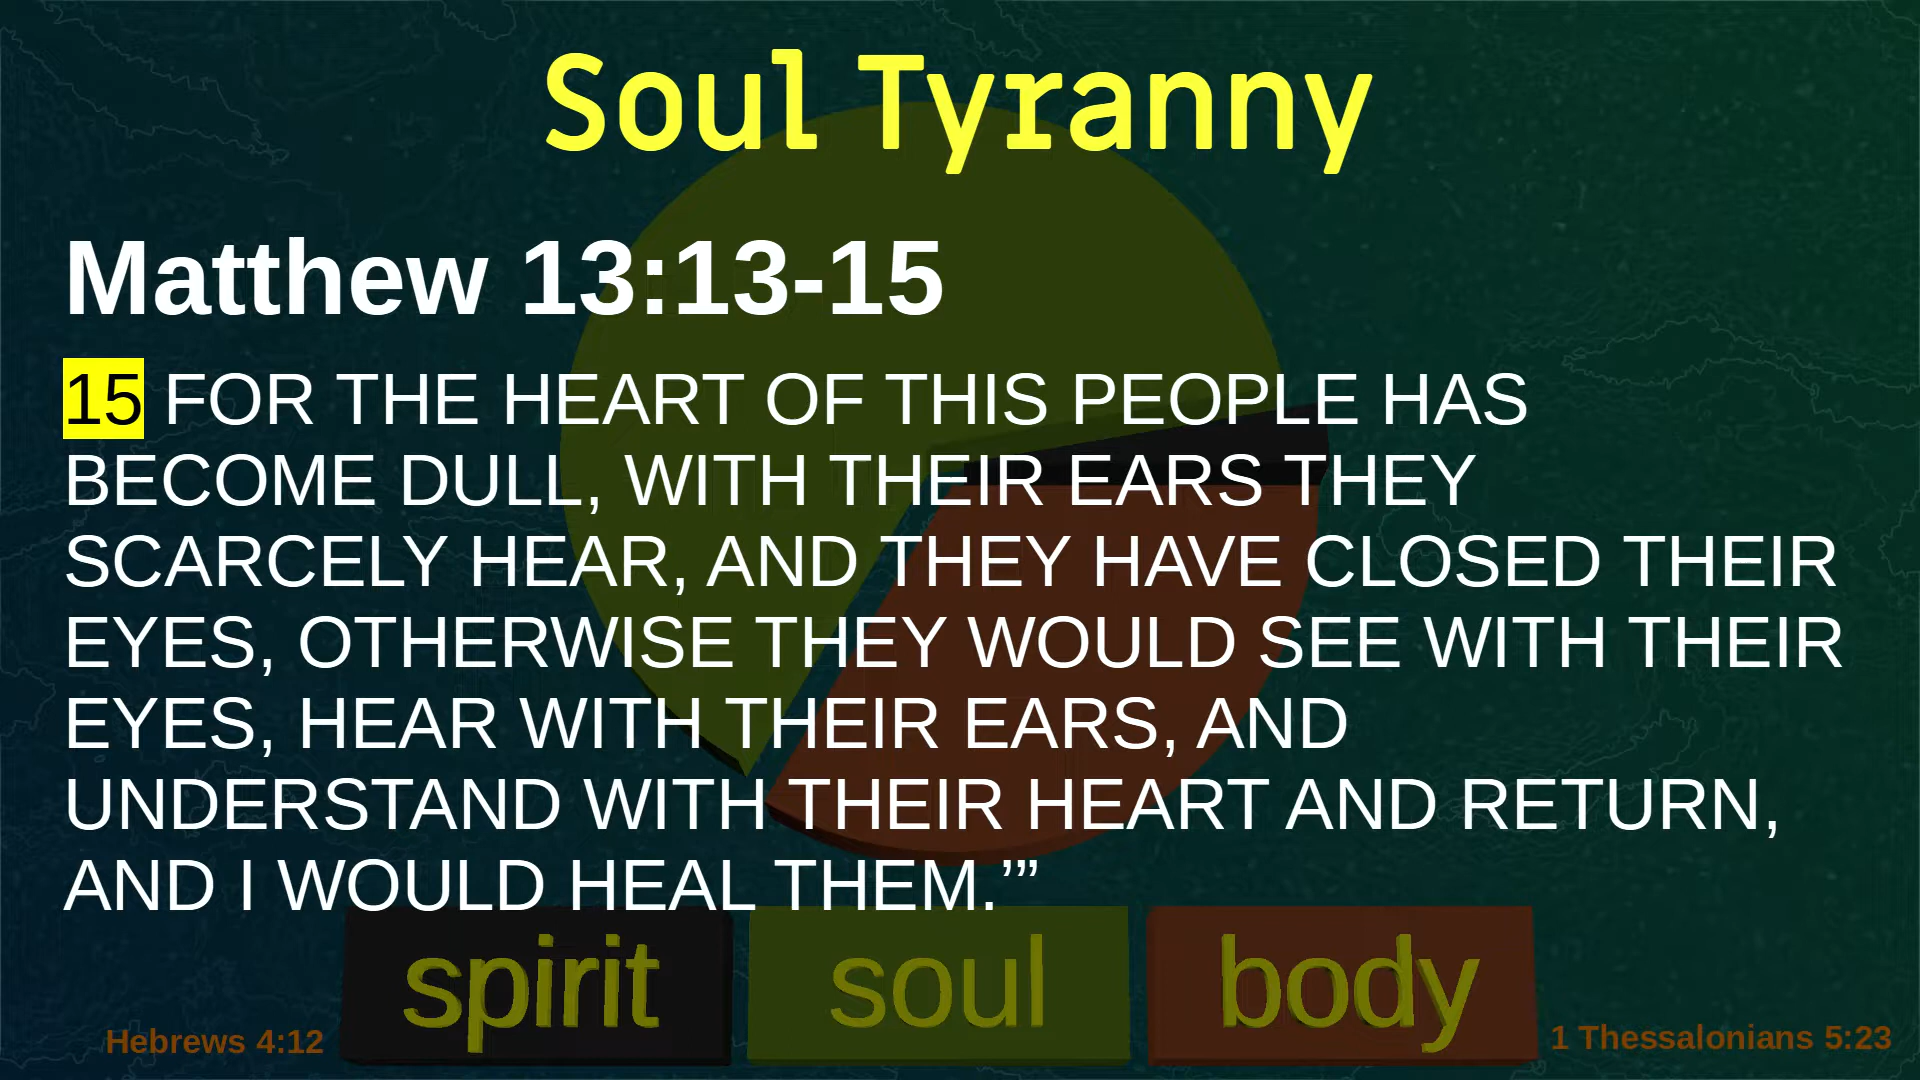 Soul Tyranny
Matthew 13:13-15
15 FOR THE HEART OF THIS PEOPLE HAS
BECOME DULL, WITH THEIR EARS THEY
SCARCELY HEAR, AND THEY HAVE CLOSED THEIR
EYES, OTHERWISE THEY WOULD SEE WITH THEIR
EYES, HEAR WITH THEIR EARS, AND
UNDERSTAND WITH THEIR HEART AND RETURN,
AND I WOULD HEAL THEM.’”
spirit soul body
Hebrews 4:12
1 Thessalonians 5:23